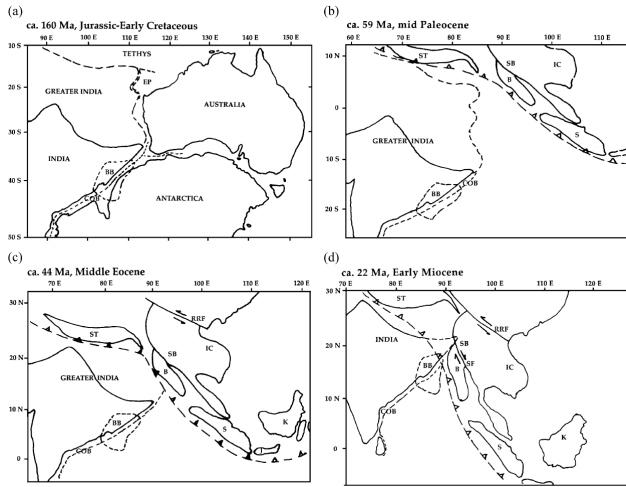 (a)
ca. 160 Ma, Jurassic-Early Cretaceous
90 E 100 E 110 E 120 E 130 E 140 E 150 E
10 S
TETHYS
EP
GREATER INDIA
20 S
AUSTRALIA
30 S
INDIA
BB
40 S
COB
ANTARCTICA
50 S
(b)
ca. 59 Ma, mid Paleocene
60 E 70 E 80 E 90 E 100 E 110 E
10 N
ST
SB
IC
B
0
S
GREATER INDIA
10 S
COB
BB
20 S
(c)
ca. 44 Ma, Middle Eocene
70 E 80 E 90 E 100 E 110 E 120 E
30 N
RRF
ST
20 N
SB
IC
B
GREATER INDIA
10 N
BB
K
S
COB
J
0
(d)
ca. 22 Ma, Early Miocene
70 E 80 E 90 E 100 E 110 E 120 E
30 N
ST
RRF
INDIA
20 N
SB
BB
B
SF
IC
10 N
COB
K
S
0